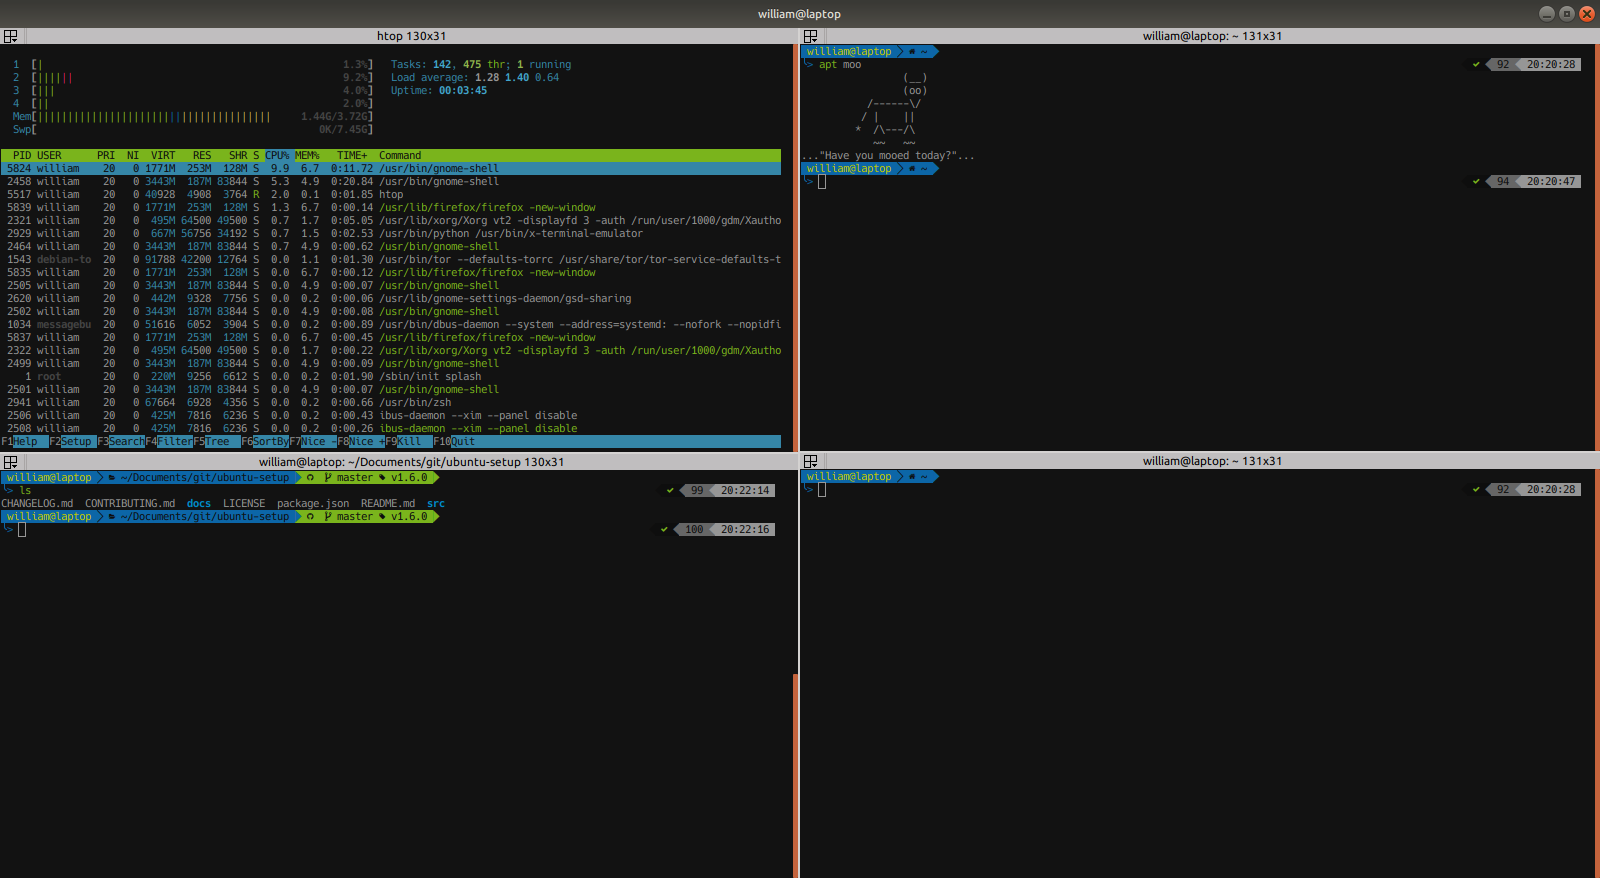 william@laptop
htop 130x31
1 [| 1.3%] Tasks: 142, 475 thr; 1 running
2 [|||||| 9.2%] Load average: 1.28 1.40 0.64
3 [||| 4.0%] Uptime: 00:03:45
4 [|| 2.0%]
Mem[||||||||||||||||||||||||||||||||||||||| 1.44G/3.72G]
Swp[ 0K/7.45G]
PID USER PRI NI VIRT RES SHR S CPU% MEM% TIME+ Command
5824 william 20 0 1771M 253M 128M S 9.9 6.7 0:11.72 /usr/bin/gnome-shell
2458 william 20 0 3443M 187M 83844 S 5.3 4.9 0:20.84 /usr/bin/gnome-shell
5517 william 20 0 40928 4908 3764 R 2.0 0.1 0:01.85 htop
5839 william 20 0 1771M 253M 128M S 1.3 6.7 0:00.14 /usr/lib/firefox/firefox -new-window
2321 william 20 0 495M 64500 49500 S 0.7 1.7 0:05.05 /usr/lib/xorg/Xorg vt2 -displayfd 3 -auth /run/user/1000/gdm/Xautho
2929 william 20 0 667M 56756 34192 S 0.7 1.5 0:02.53 /usr/bin/python /usr/bin/x-terminal-emulator
2464 william 20 0 3443M 187M 83844 S 0.7 4.9 0:00.62 /usr/bin/gnome-shell
1543 debian-to 20 0 91788 42200 12764 S 0.0 1.1 0:01.30 /usr/bin/tor --defaults-torrc /usr/share/tor/tor-service-defaults-t
5835 william 20 0 1771M 253M 128M S 0.0 6.7 0:00.12 /usr/lib/firefox/firefox -new-window
2505 william 20 0 3443M 187M 83844 S 0.0 4.9 0:00.07 /usr/bin/gnome-shell
2620 william 20 0 442M 9328 7756 S 0.0 0.2 0:00.06 /usr/lib/gnome-settings-daemon/gsd-sharing
2502 william 20 0 3443M 187M 83844 S 0.0 4.9 0:00.08 /usr/bin/gnome-shell
1034 messagebu 20 0 51616 6052 3904 S 0.0 0.2 0:00.89 /usr/bin/dbus-daemon --system --address=systemd: --nofork --nopidfi
5837 william 20 0 1771M 253M 128M S 0.0 6.7 0:00.45 /usr/lib/firefox/firefox -new-window
2322 william 20 0 495M 64500 49500 S 0.0 1.7 0:00.22 /usr/lib/xorg/Xorg vt2 -displayfd 3 -auth /run/user/1000/gdm/Xautho
2499 william 20 0 3443M 187M 83844 S 0.0 4.9 0:00.09 /usr/bin/gnome-shell
1 root 20 0 220M 9256 6612 S 0.0 0.2 0:01.90 /sbin/init splash
2501 william 20 0 3443M 187M 83844 S 0.0 4.9 0:00.07 /usr/bin/gnome-shell
2941 william 20 0 67664 6928 4356 S 0.0 0.2 0:00.66 /usr/bin/zsh
2506 william 20 0 425M 7816 6236 S 0.0 0.2 0:00.43 ibus-daemon --xim --panel disable
2508 william 20 0 425M 7816 6236 S 0.0 0.2 0:00.26 ibus-daemon --xim --panel disable
F1Help F2Setup F3SearchF4FilterF5Tree F6SortByF7Nice -F8Nice +F9Kill F10Quit
william@laptop: ~ 131x31
william@laptop ~
> apt moo 92 20:20:28
(__)
(oo)
/------\/
/ | ||
* /\---/\
~~ ~~
..."Have you mooed today?"...
william@laptop ~
> 94 20:20:47
william@laptop: ~/Documents/git/ubuntu-setup 130x31
william@laptop ~/Documents/git/ubuntu-setup master v1.6.0
> ls 99 20:22:14
CHANGELOG.md CONTRIBUTING.md docs LICENSE package.json README.md src
william@laptop ~/Documents/git/ubuntu-setup master v1.6.0
> 100 20:22:16
william@laptop: ~ 131x31
william@laptop ~
> 92 20:20:28